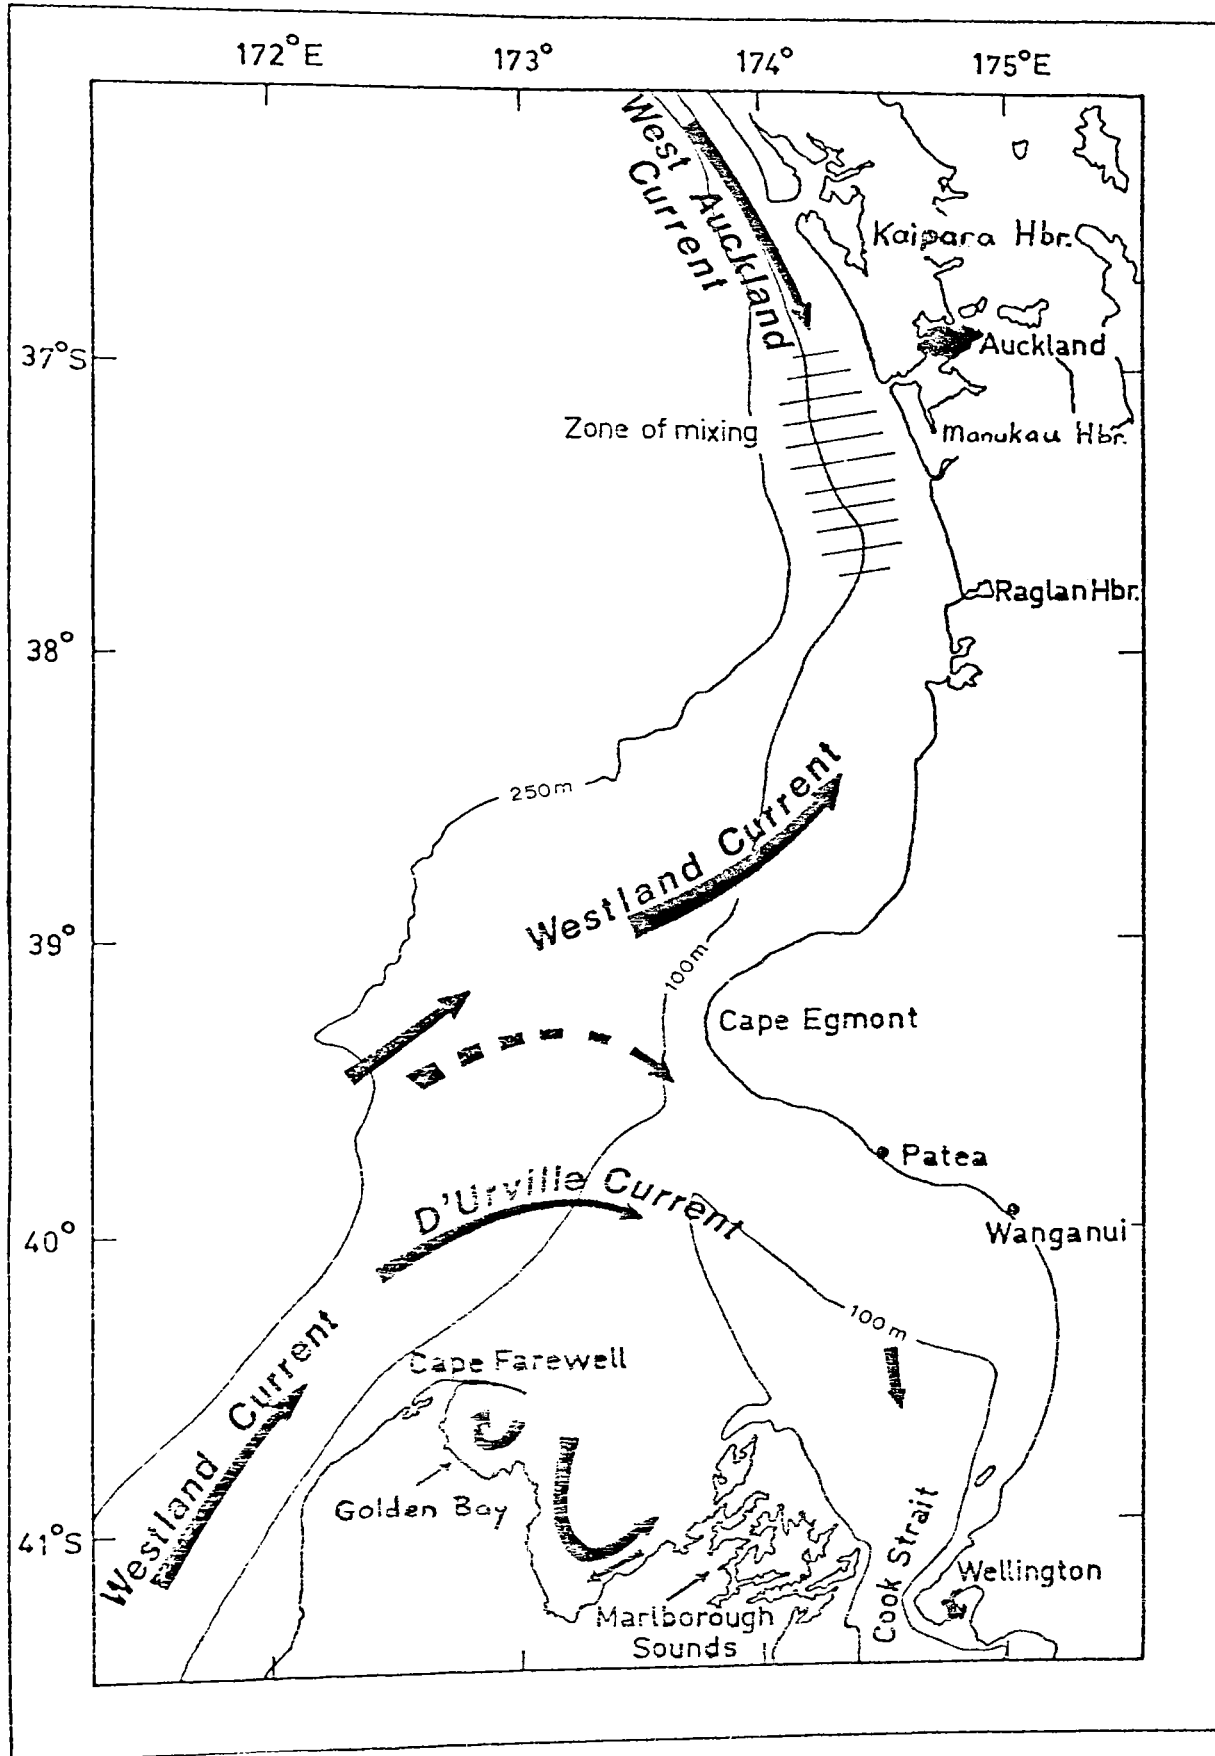 172°E 173° 174° 175°E
West Auckland
Current
Kaipara Hbr.
37°S
Auckland
Zone of mixing
Manukau Hbr.
Raglan Hbr.
38°
250m
Westland Current
39°
100m
Cape Egmont
Patea
D'Urville Current
40°
Wanganui
100m
Cape Farewell
Westland Current
Golden Bay
41°S
Cook Strait
Wellington
Marlborough
Sounds